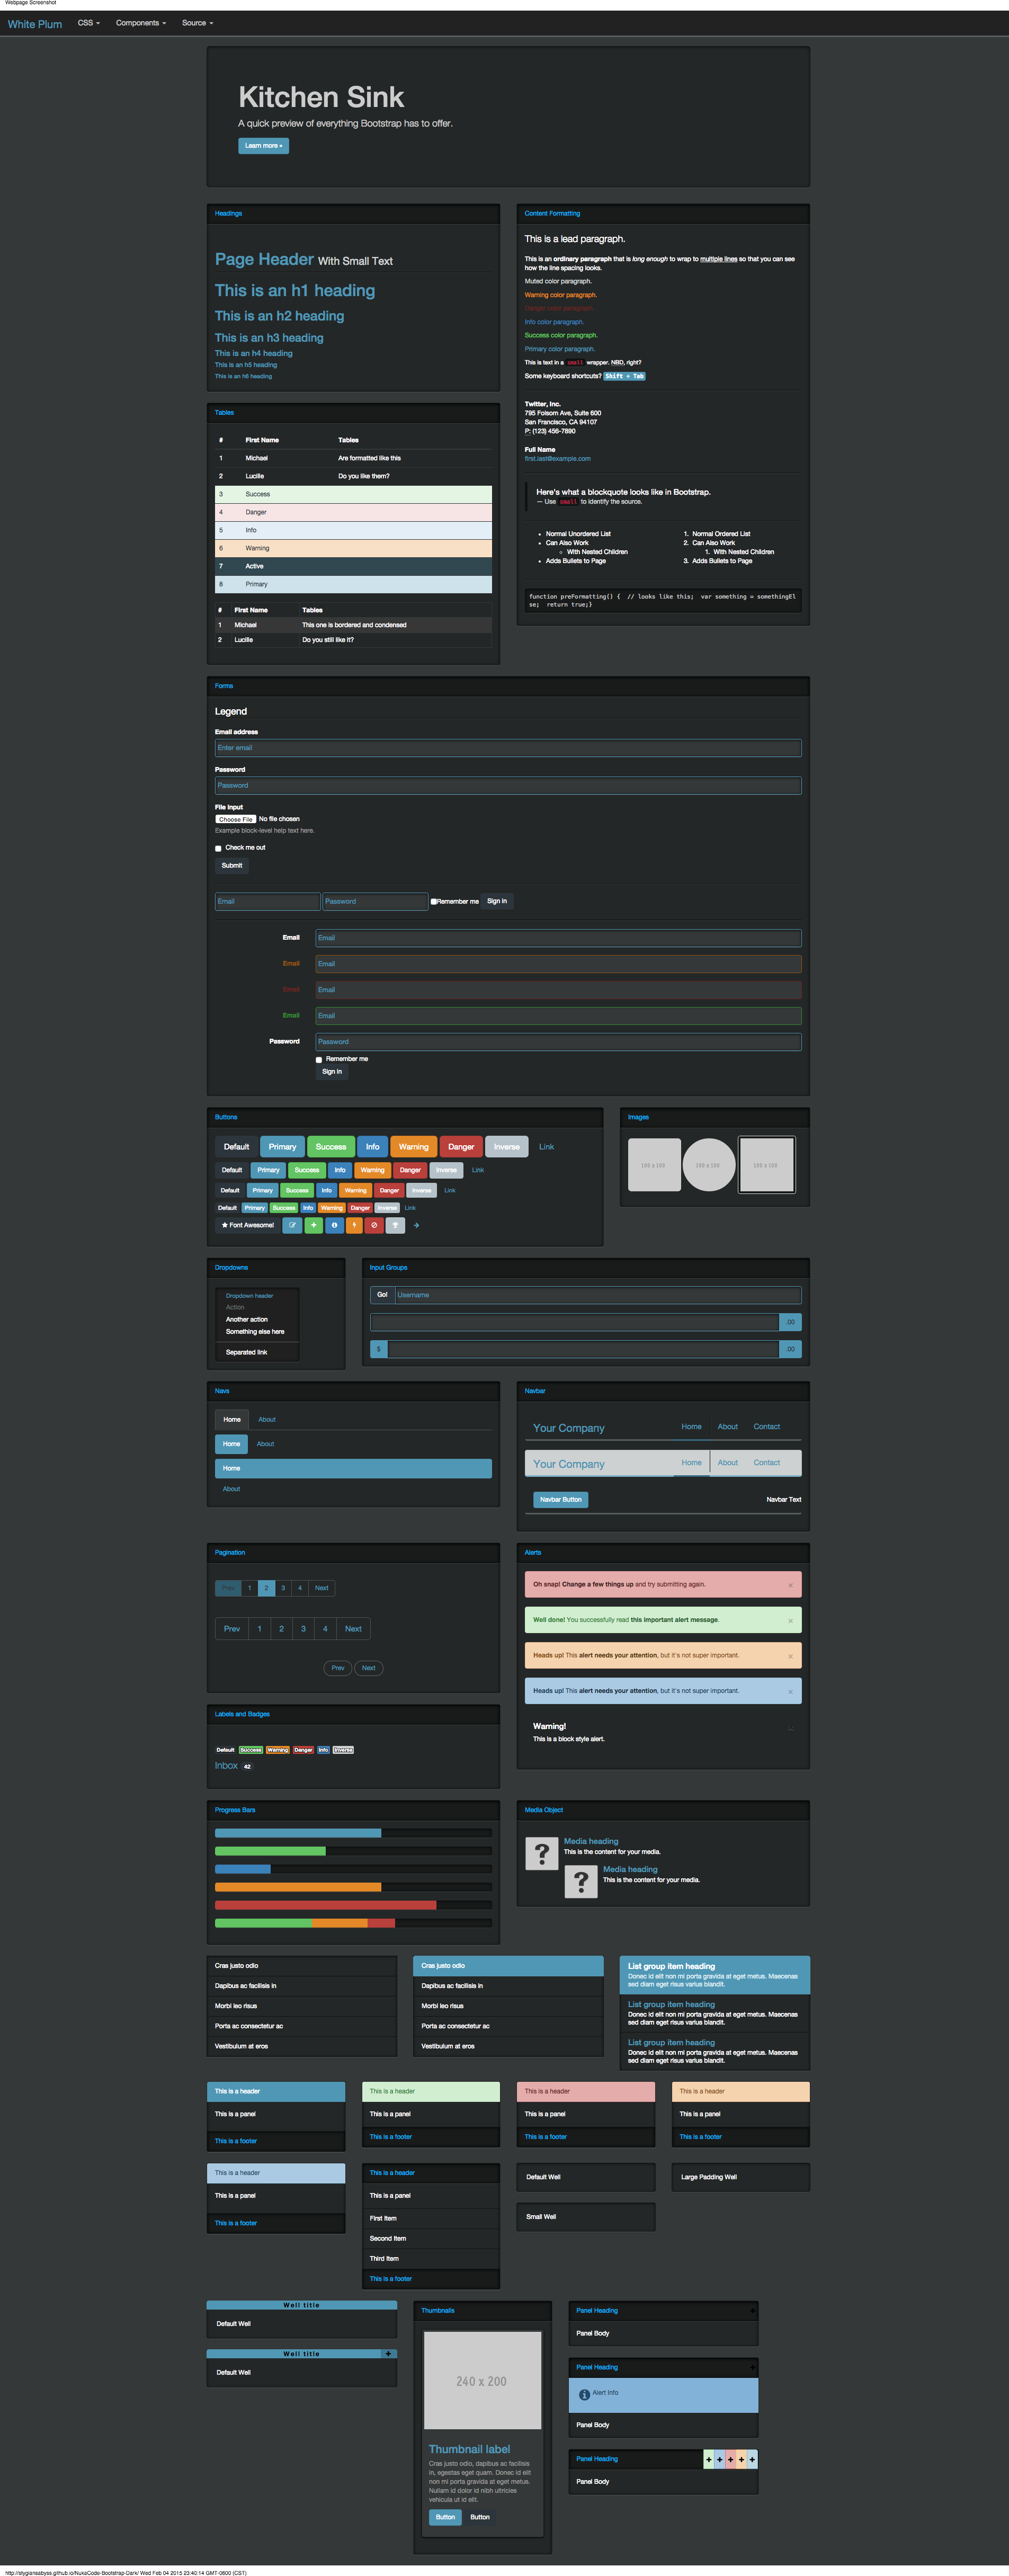 Webpage Screenshot
White Plum CSS Components Source
Kitchen Sink
A quick preview of everything Bootstrap has to offer.
Learn more »
Headings
Page Header With Small Text
This is an h1 heading
This is an h2 heading
This is an h3 heading
This is an h4 heading
This is an h5 heading
This is an h6 heading
Content Formatting
This is a lead paragraph.
This is an ordinary paragraph that is long enough to wrap to multiple lines so that you can see
how the line spacing looks.
Muted color paragraph.
Warning color paragraph.
Danger color paragraph.
Info color paragraph.
Success color paragraph.
Primary color paragraph.
This is text in a small wrapper. NBD, right?
Some keyboard shortcuts? Shift + Tab
Twitter, Inc.
795 Folsom Ave, Suite 600
San Francisco, CA 94107
P: (123) 456-7890
Full Name
first.last@example.com
Here's what a blockquote looks like in Bootstrap.
— Use small to identify the source.
• Normal Unordered List
• Can Also Work
◦ With Nested Children
• Adds Bullets to Page
1. Normal Ordered List
2. Can Also Work
1. With Nested Children
3. Adds Bullets to Page
function preFormatting() {  // looks like this;  var something = somethingEl
se;  return true;}
Tables
# First Name Tables
1 Michael Are formatted like this
2 Lucille Do you like them?
3 Success
4 Danger
5 Info
6 Warning
7 Active
8 Primary
# First Name Tables
1 Michael This one is bordered and condensed
2 Lucille Do you still like it?
Forms
Legend
Email address
Enter email
Password
Password
File input
Choose File No file chosen
Example block-level help text here.
Check me out
Submit
Email Password Remember me Sign in
Email Email
Email Email
Email Email
Email Email
Password Password
Remember me
Sign in
Buttons
Default Primary Success Info Warning Danger Inverse Link
Default Primary Success Info Warning Danger Inverse Link
Default Primary Success Info Warning Danger Inverse Link
Default Primary Success Info Warning Danger Inverse Link
Font Awesome!
Images
100 x 100 100 x 100 100 x 100
Dropdowns
Dropdown header
Action
Another action
Something else here
Separated link
Input Groups
Go! Username
.00
$ .00
Navs
Home About
Home About
Home
About
Navbar
Your Company Home About Contact
Your Company Home About Contact
Navbar Button Navbar Text
Pagination
Prev 1 2 3 4 Next
Prev 1 2 3 4 Next
Prev Next
Alerts
Oh snap! Change a few things up and try submitting again. ×
Well done! You successfully read this important alert message. ×
Heads up! This alert needs your attention, but it's not super important. ×
Heads up! This alert needs your attention, but it's not super important. ×
Warning!
This is a block style alert.
Labels and Badges
Default Success Warning Danger Info Inverse
Inbox 42
Progress Bars
Media Object
Media heading
This is the content for your media.
Media heading
This is the content for your media.
Cras justo odio
Dapibus ac facilisis in
Morbi leo risus
Porta ac consectetur ac
Vestibulum at eros
Cras justo odio
Dapibus ac facilisis in
Morbi leo risus
Porta ac consectetur ac
Vestibulum at eros
List group item heading
Donec id elit non mi porta gravida at eget metus. Maecenas
sed diam eget risus varius blandit.
List group item heading
Donec id elit non mi porta gravida at eget metus. Maecenas
sed diam eget risus varius blandit.
List group item heading
Donec id elit non mi porta gravida at eget metus. Maecenas
sed diam eget risus varius blandit.
This is a header
This is a panel
This is a footer
This is a header
This is a panel
This is a footer
This is a header
This is a panel
This is a footer
This is a header
This is a panel
This is a footer
This is a header
This is a panel
This is a footer
This is a header
This is a panel
First Item
Second Item
Third Item
This is a footer
Default Well
Large Padding Well
Small Well
Well title
Default Well
Well title +
Default Well
Thumbnails
240 x 200
Thumbnail label
Cras justo odio, dapibus ac facilisis
in, egestas eget quam. Donec id elit
non mi porta gravida at eget metus.
Nullam id dolor id nibh ultricies
vehicula ut id elit.
Button Button
Panel Heading +
Panel Body
Panel Heading +
Alert Info
Panel Body
Panel Heading + + + + +
Panel Body
http://stygiansabyss.github.io/NukaCode-Bootstrap-Dark/ Wed Feb 04 2015 23:40:14 GMT-0600 (CST)